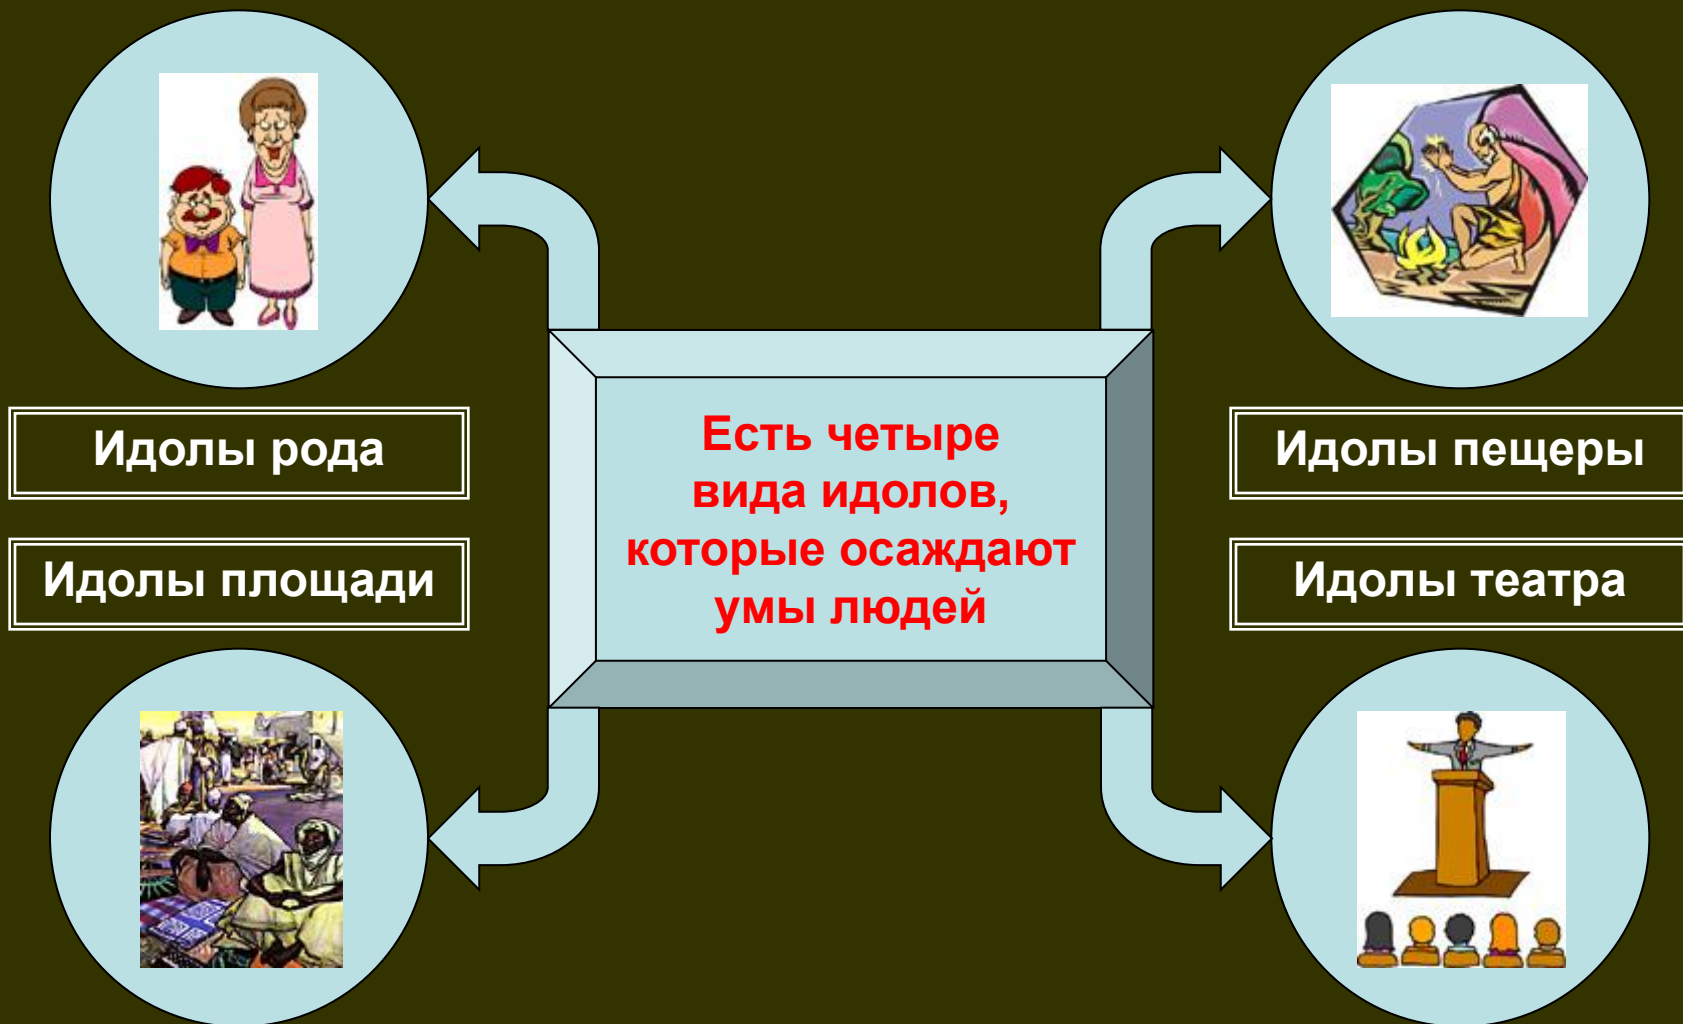 Идолы рода
Идолы площади
Есть четыре
вида идолов,
которые осаждают
умы людей
Идолы пещеры
Идолы театра